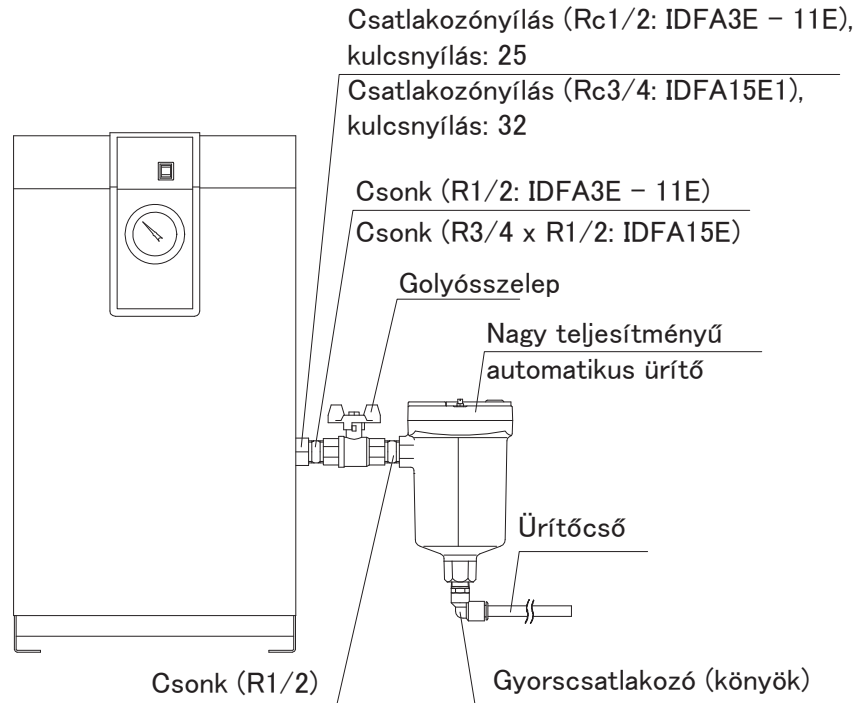 Csatlakozónyílás (Rc1/2: IDFA3E - 11E),
kulcsnyílás: 25
Csatlakozónyílás (Rc3/4: IDFA15E1),
kulcsnyílás: 32
Csonk (R1/2: IDFA3E - 11E)
Csonk (R3/4 x R1/2: IDFA15E)
Golyósszelep
Nagy teljesítményű
automatikus ürítő
Ürítőcső
Csonk (R1/2)
Gyorscsatlakozó (könyök)